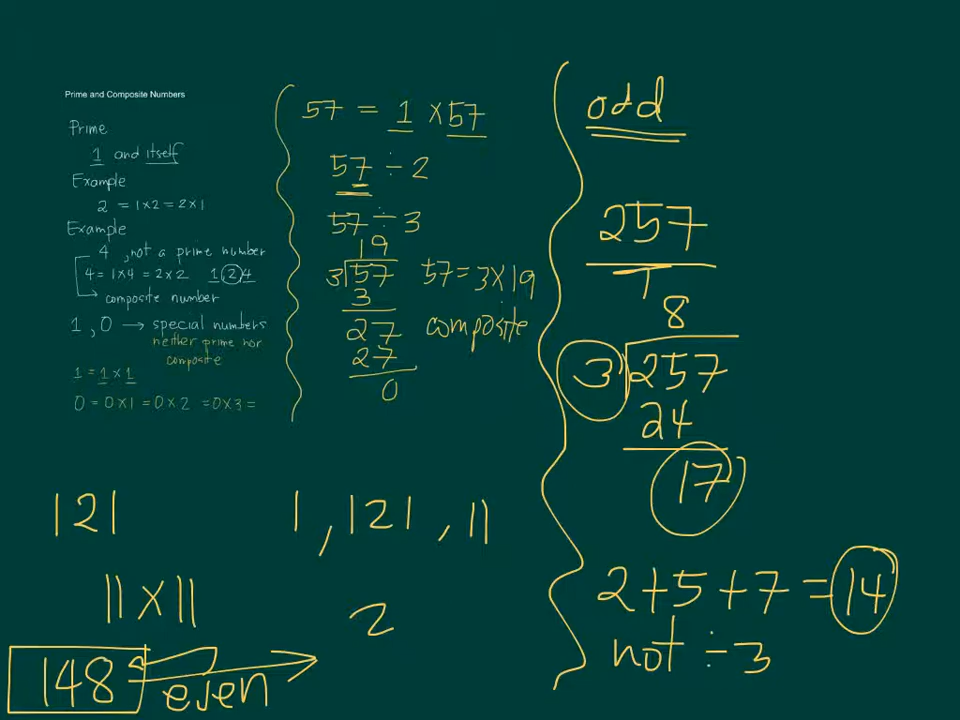 Prime and Composite Numbers
Prime
1 and itself
Example
2 = 1x2 = 2x1
Example
4, not a prime number
4 = 1x4 = 2x2 1 2 4
composite number
1, 0 → special numbers
neither prime nor
composite
1 = 1 x 1
0 = 0x1 = 0x2 = 0x3 =
121
11 x 11
148 even
57 = 1 x 57
57 ÷ 2
57 ÷ 3
19
3)57 57 = 3x19
3 composite
27
27
0
1, 121, 11
2
odd
257
8
3)257
24
17
2+5+7 = 14
not ÷ 3